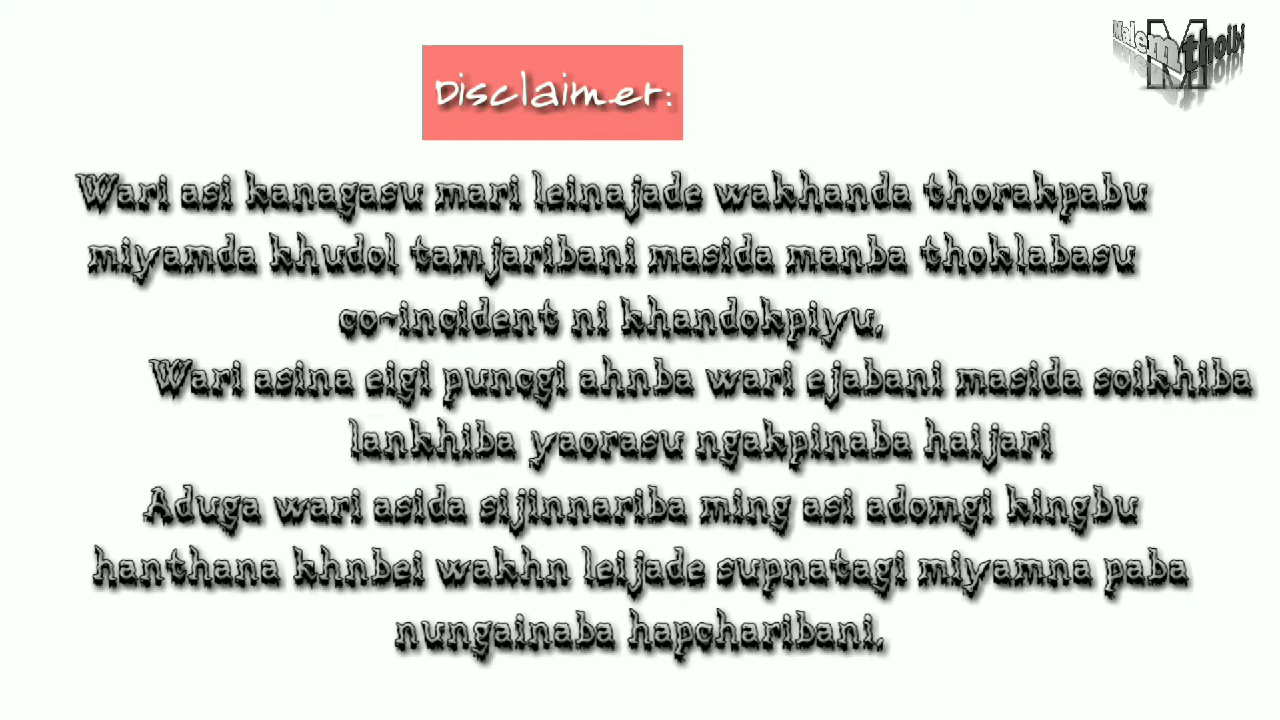 Malemthoibi
M
Disclaimer:
Wari asi kanagasu mari leinajade wakhanda thorakpabu
miyamda khudol tamjaribani masida manba thoklabasu
co-incident ni khandokpiyu.
Wari asina eigi puncgi ahnba wari ejabani masida soikhiba
lankhiba yaorasu ngakpinaba haijari
Aduga wari asida sijinnariba ming asi adomgi kingbu
hanthana khnbei wakhn leijade supnatagi miyamna paba
nungainaba hapcharibani.